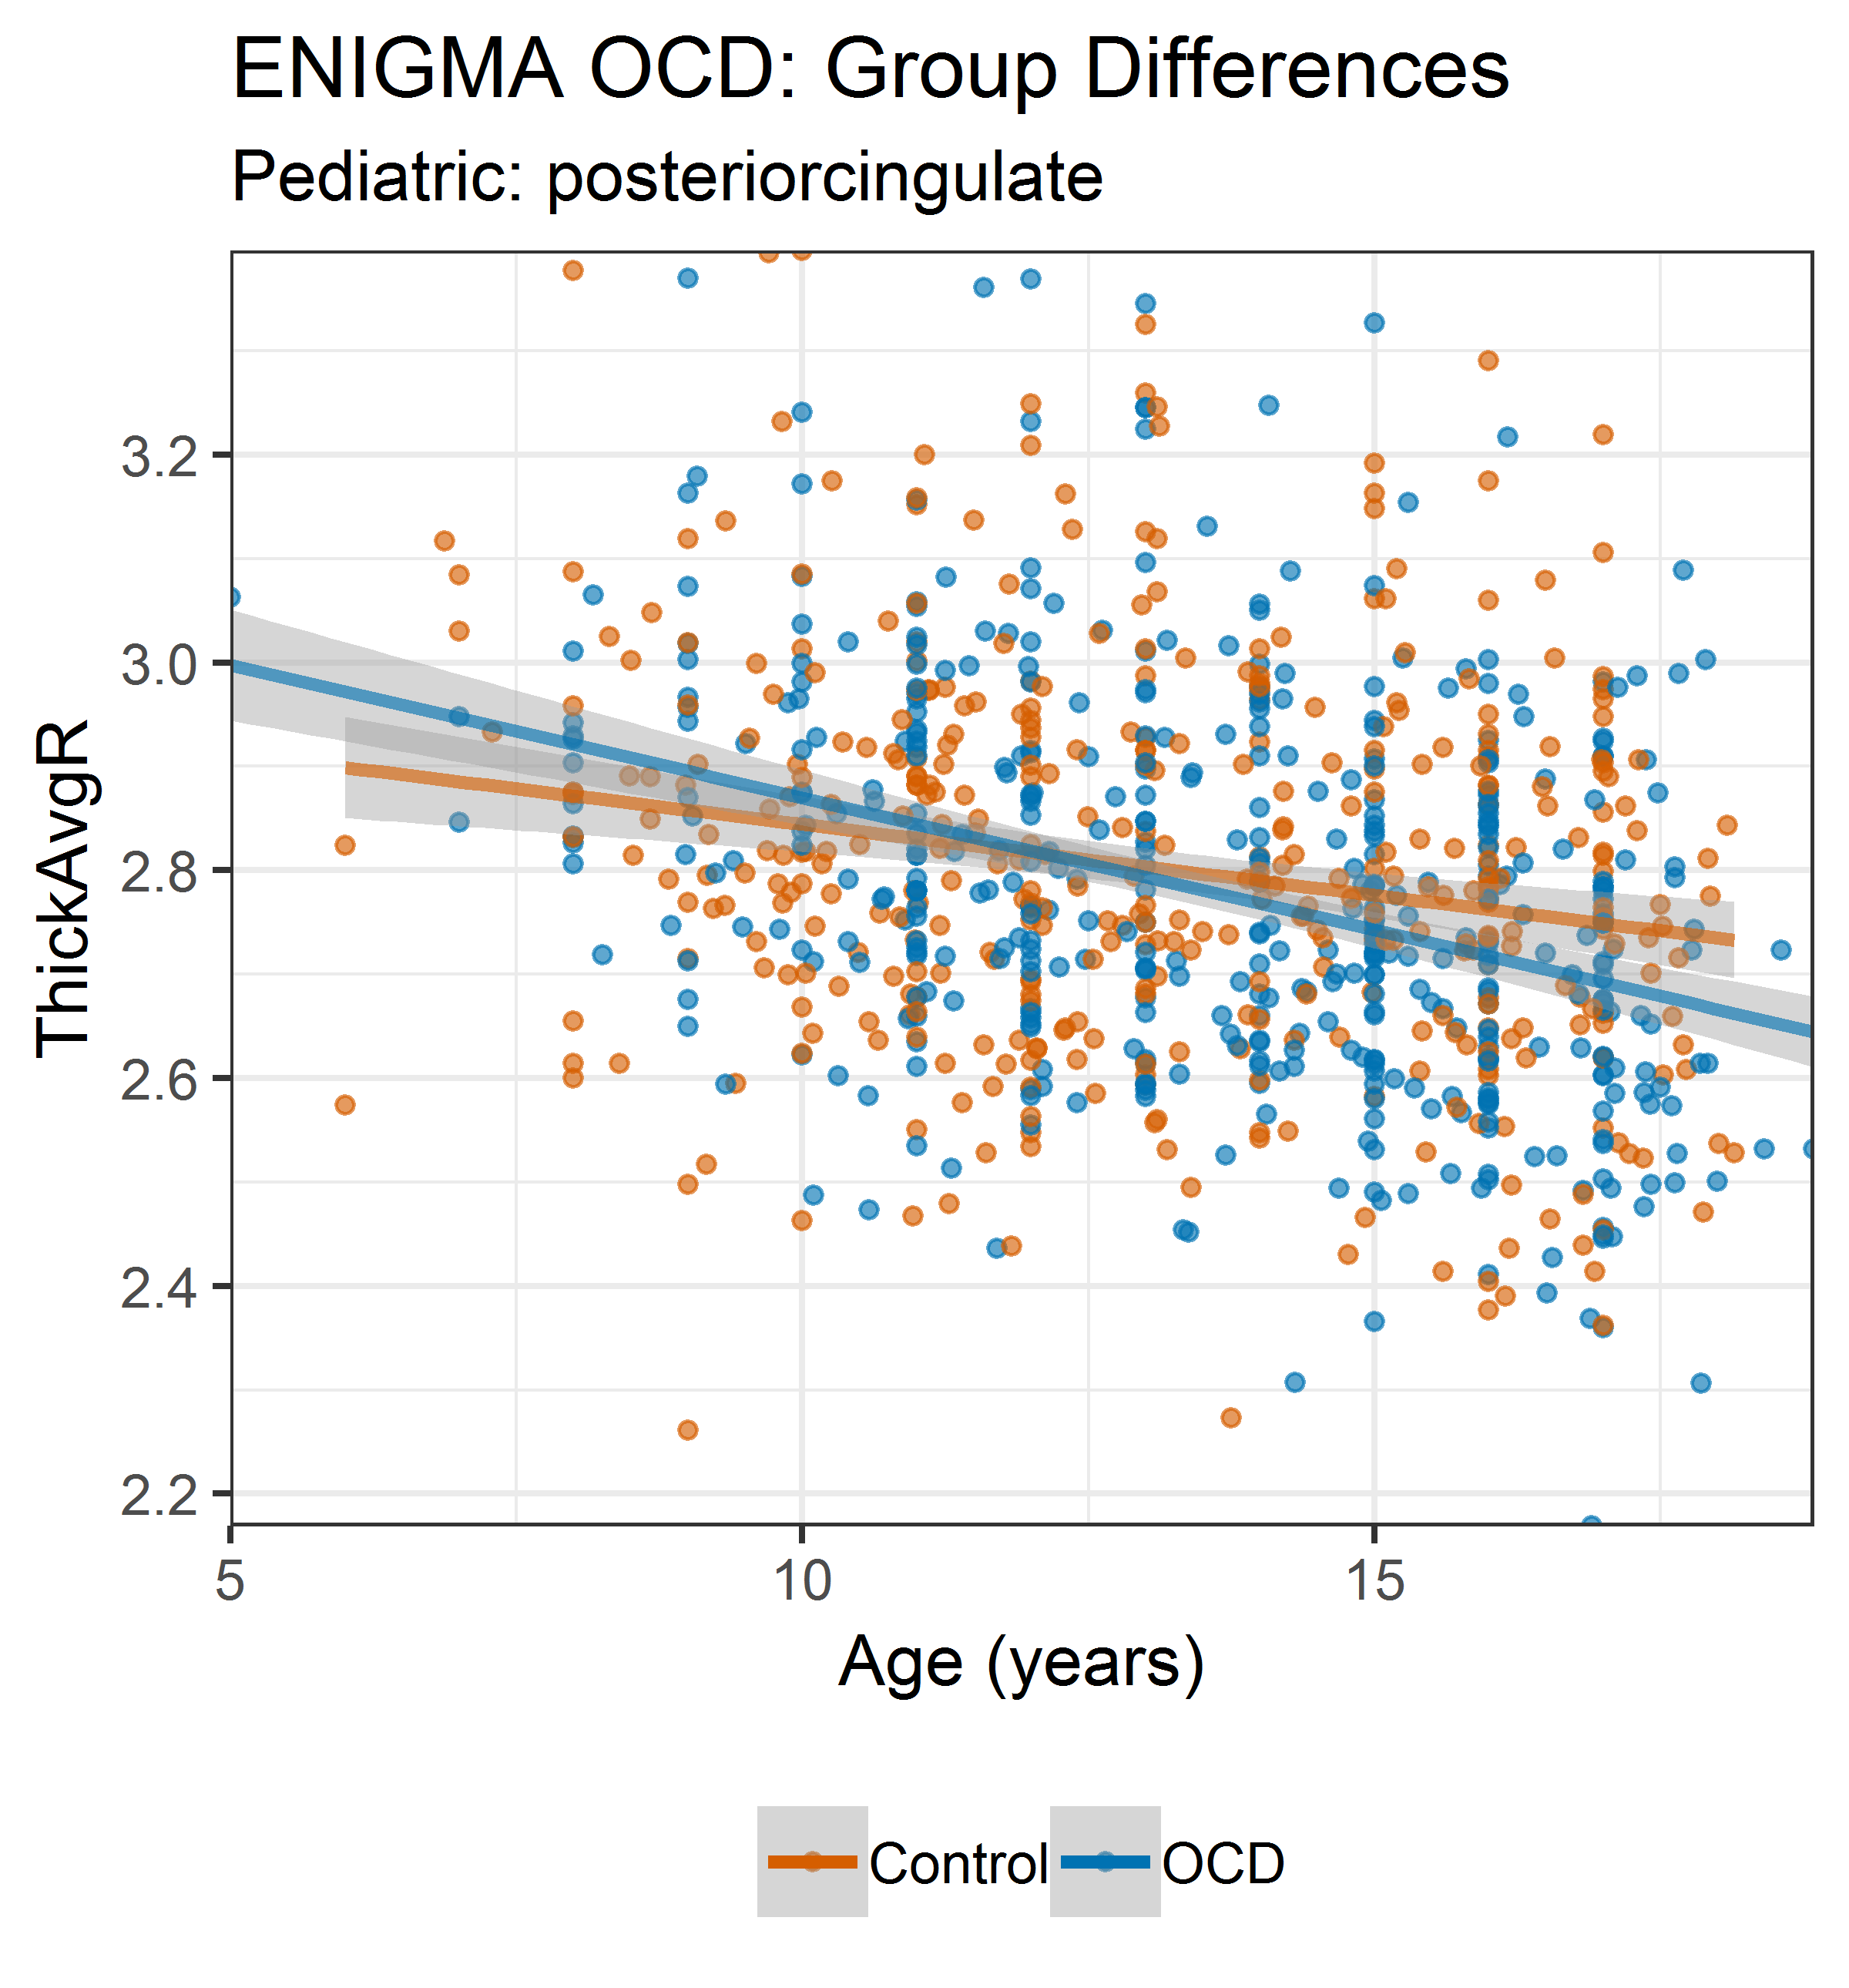 ENIGMA OCD: Group Differences
Pediatric: posteriorcingulate
ThickAvgR
3.2
3.0
2.8
2.6
2.4
2.2
5 10 15
Age (years)
Control OCD